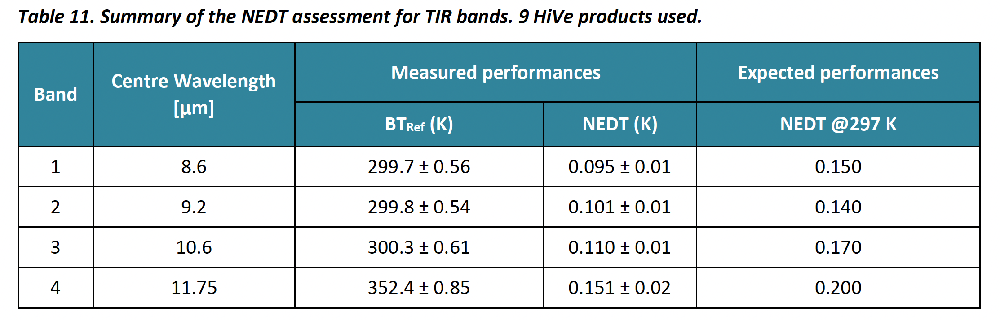 Table 11. Summary of the NEDT assessment for TIR bands. 9 HiVe products used.
Band
Centre Wavelength
[µm]
Measured performances
Expected performances
BTRef (K)
NEDT (K)
NEDT @297 K
1 8.6 299.7 ± 0.56 0.095 ± 0.01 0.150
2 9.2 299.8 ± 0.54 0.101 ± 0.01 0.140
3 10.6 300.3 ± 0.61 0.110 ± 0.01 0.170
4 11.75 352.4 ± 0.85 0.151 ± 0.02 0.200